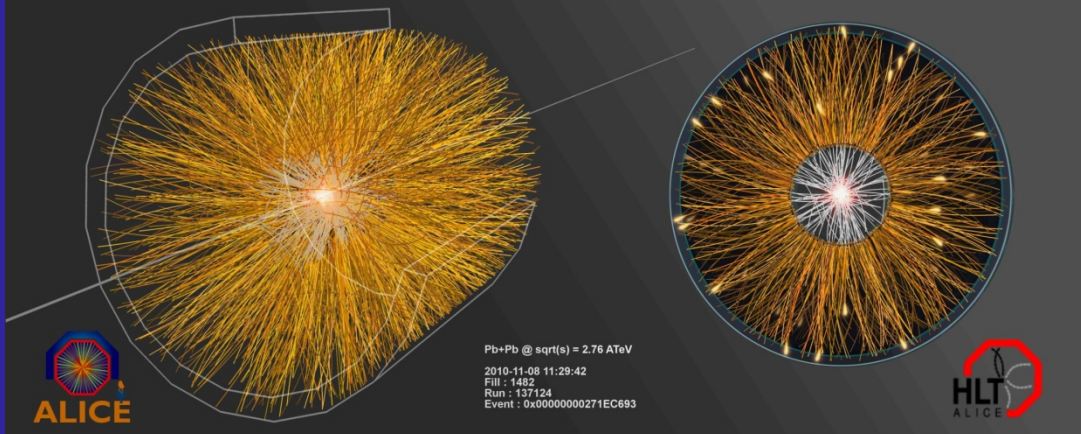 Pb+Pb @ sqrt(s) = 2.76 ATeV
2010-11-08 11:29:42
Fill : 1482
Run : 137124
Event : 0x00000000271EC693
ALICE
HLT
ALICE